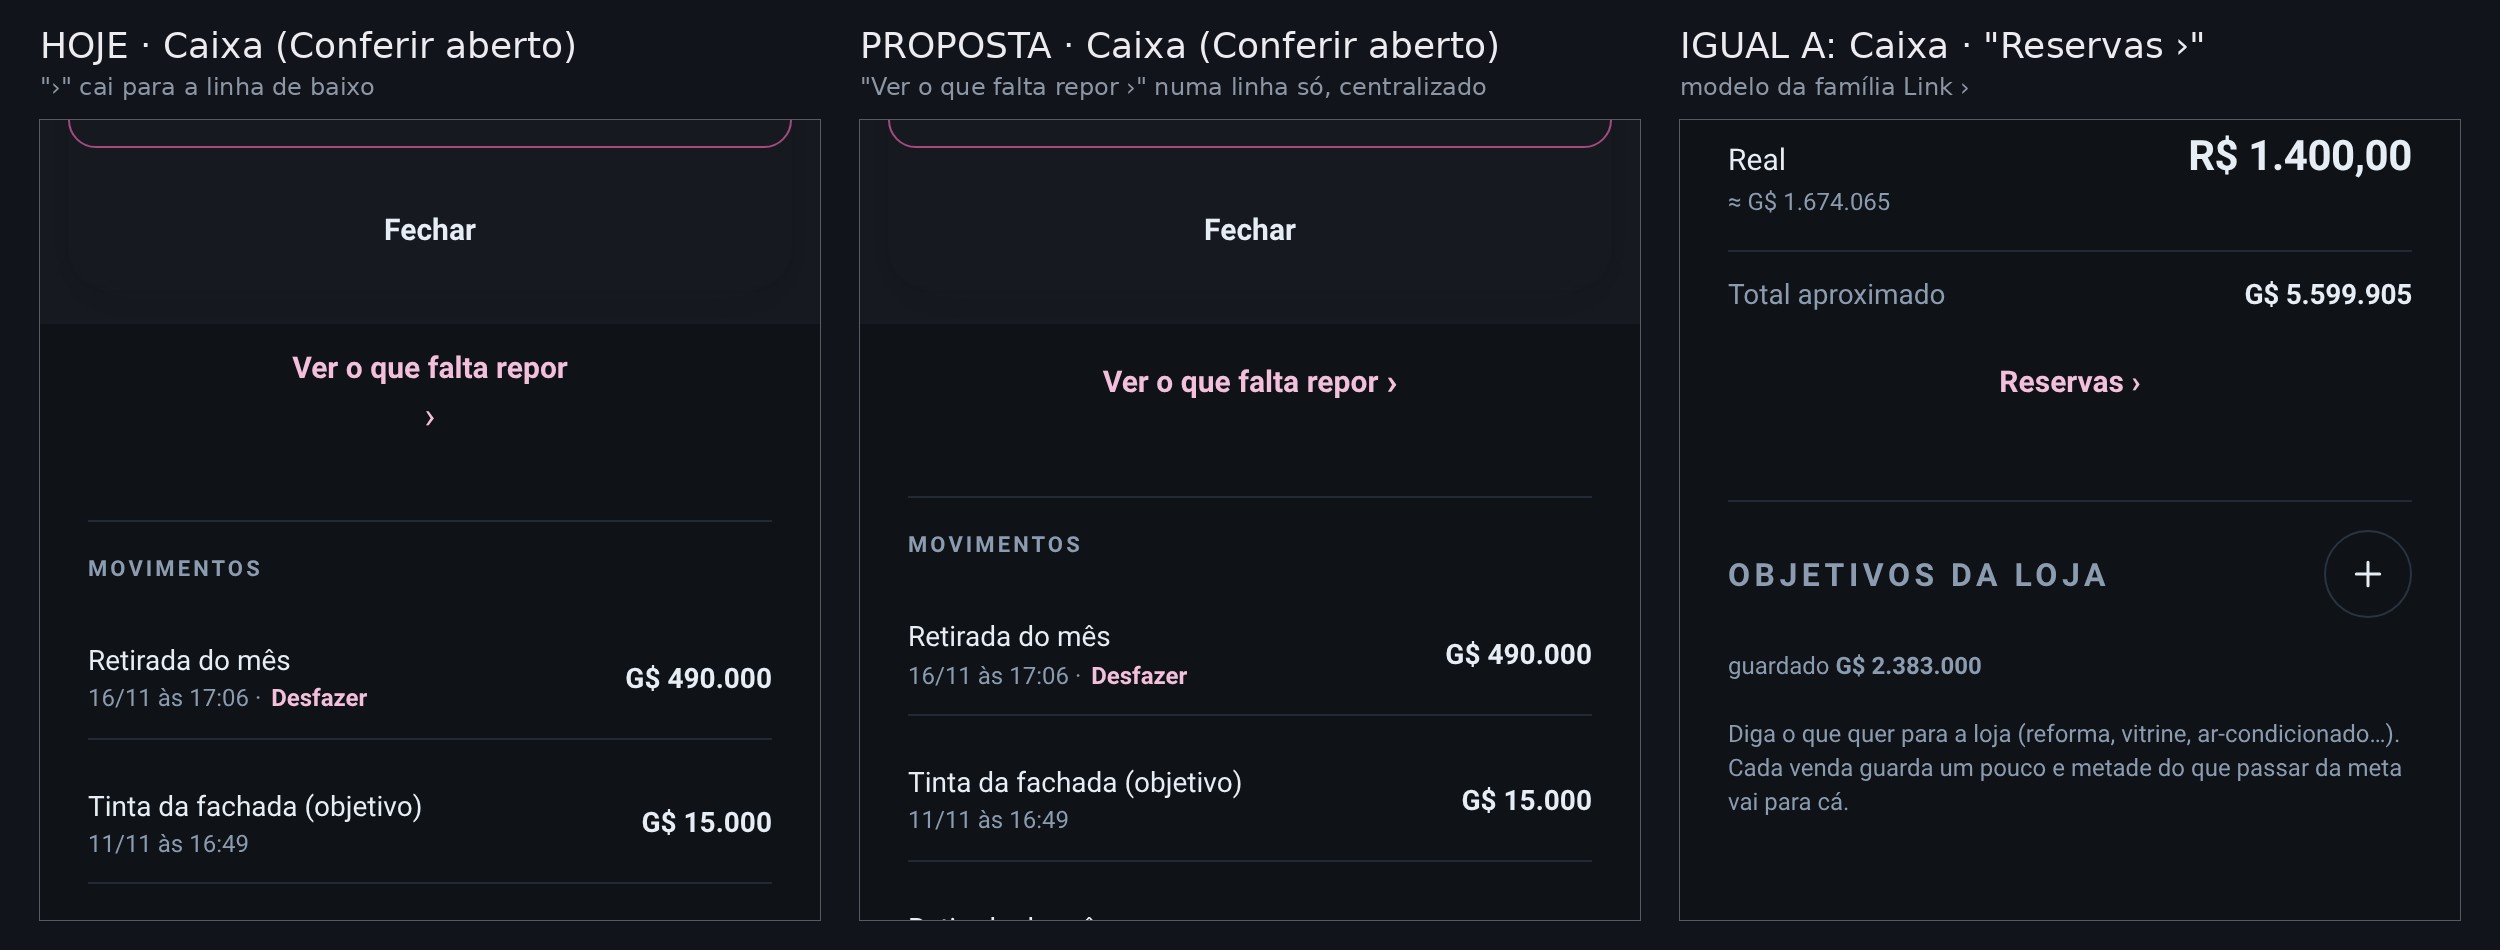 HOJE · Caixa (Conferir aberto)
"›" cai para a linha de baixo
Fechar
Ver o que falta repor
›
MOVIMENTOS
Retirada do mês
G$ 490.000
16/11 às 17:06 · Desfazer
Tinta da fachada (objetivo)
G$ 15.000
11/11 às 16:49
PROPOSTA · Caixa (Conferir aberto)
"Ver o que falta repor ›" numa linha só, centralizado
Fechar
Ver o que falta repor ›
MOVIMENTOS
Retirada do mês
G$ 490.000
16/11 às 17:06 · Desfazer
Tinta da fachada (objetivo)
G$ 15.000
11/11 às 16:49
IGUAL A: Caixa · "Reservas ›"
modelo da família Link ›
Real
R$ 1.400,00
≈ G$ 1.674.065
Total aproximado
G$ 5.599.905
Reservas ›
OBJETIVOS DA LOJA
+
guardado G$ 2.383.000
Diga o que quer para a loja (reforma, vitrine, ar-condicionado…).
Cada venda guarda um pouco e metade do que passar da meta
vai para cá.